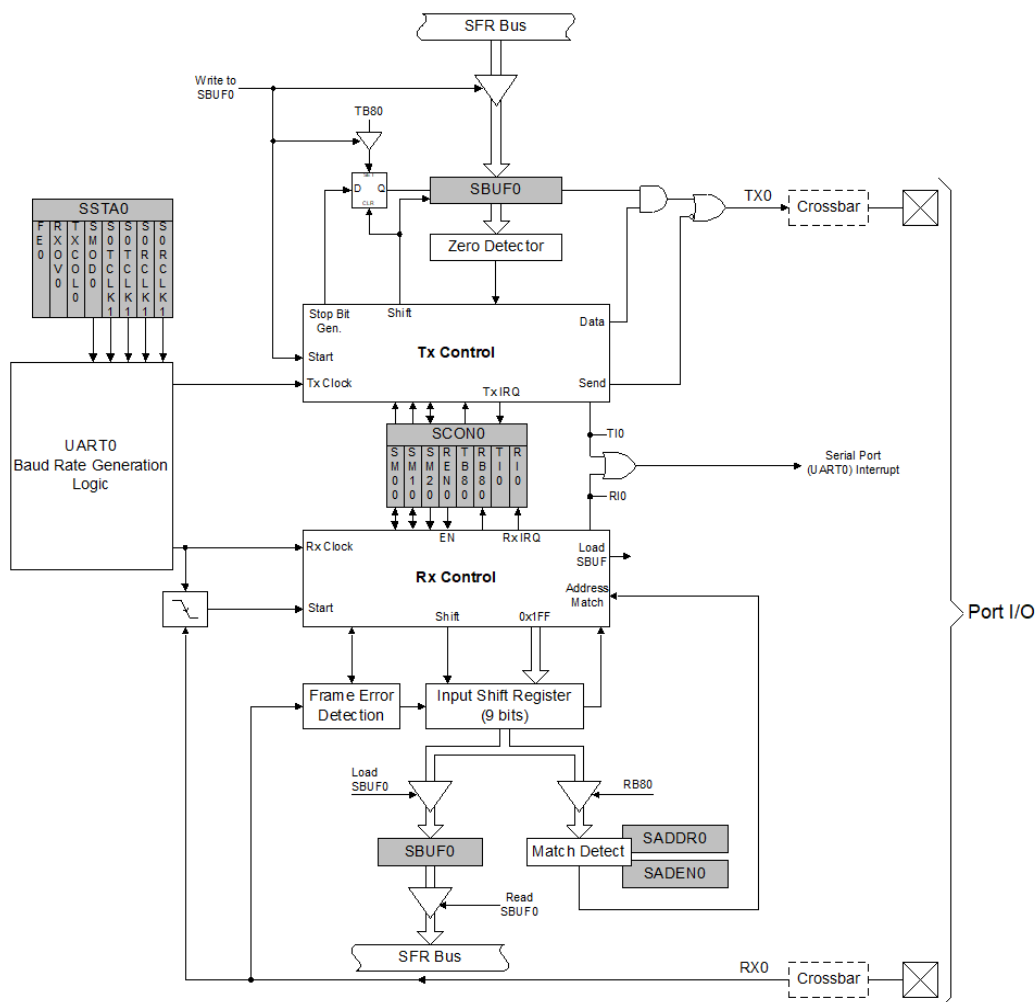 SFR Bus
Write to
SBUF0
TB80
SET
D
Q
CLR
SBUF0
TX0
Crossbar
SSTA0
FE0
RXOV0
TXCOL0
SMOD0
S0TCLK1
S0TCLK1
S0RCLK1
S0RCLK1
Zero Detector
Stop Bit
Gen.
Shift
Data
Tx Control
Start
Tx Clock
Tx IRQ
Send
UART0
Baud Rate Generation
Logic
SCON0
SM00
SM10
SM20
REN0
TB80
RB80
TI0
RI0
TI0
Serial Port
(UART0) Interrupt
RI0
EN
Rx IRQ
Rx Clock
Load
SBUF
Rx Control
Address
Match
Start
Shift
0x1FF
Port I/O
Frame Error
Detection
Input Shift Register
(9 bits)
Load
SBUF0
RB80
SBUF0
Match Detect
SADDR0
SADEN0
Read
SBUF0
SFR Bus
RX0
Crossbar